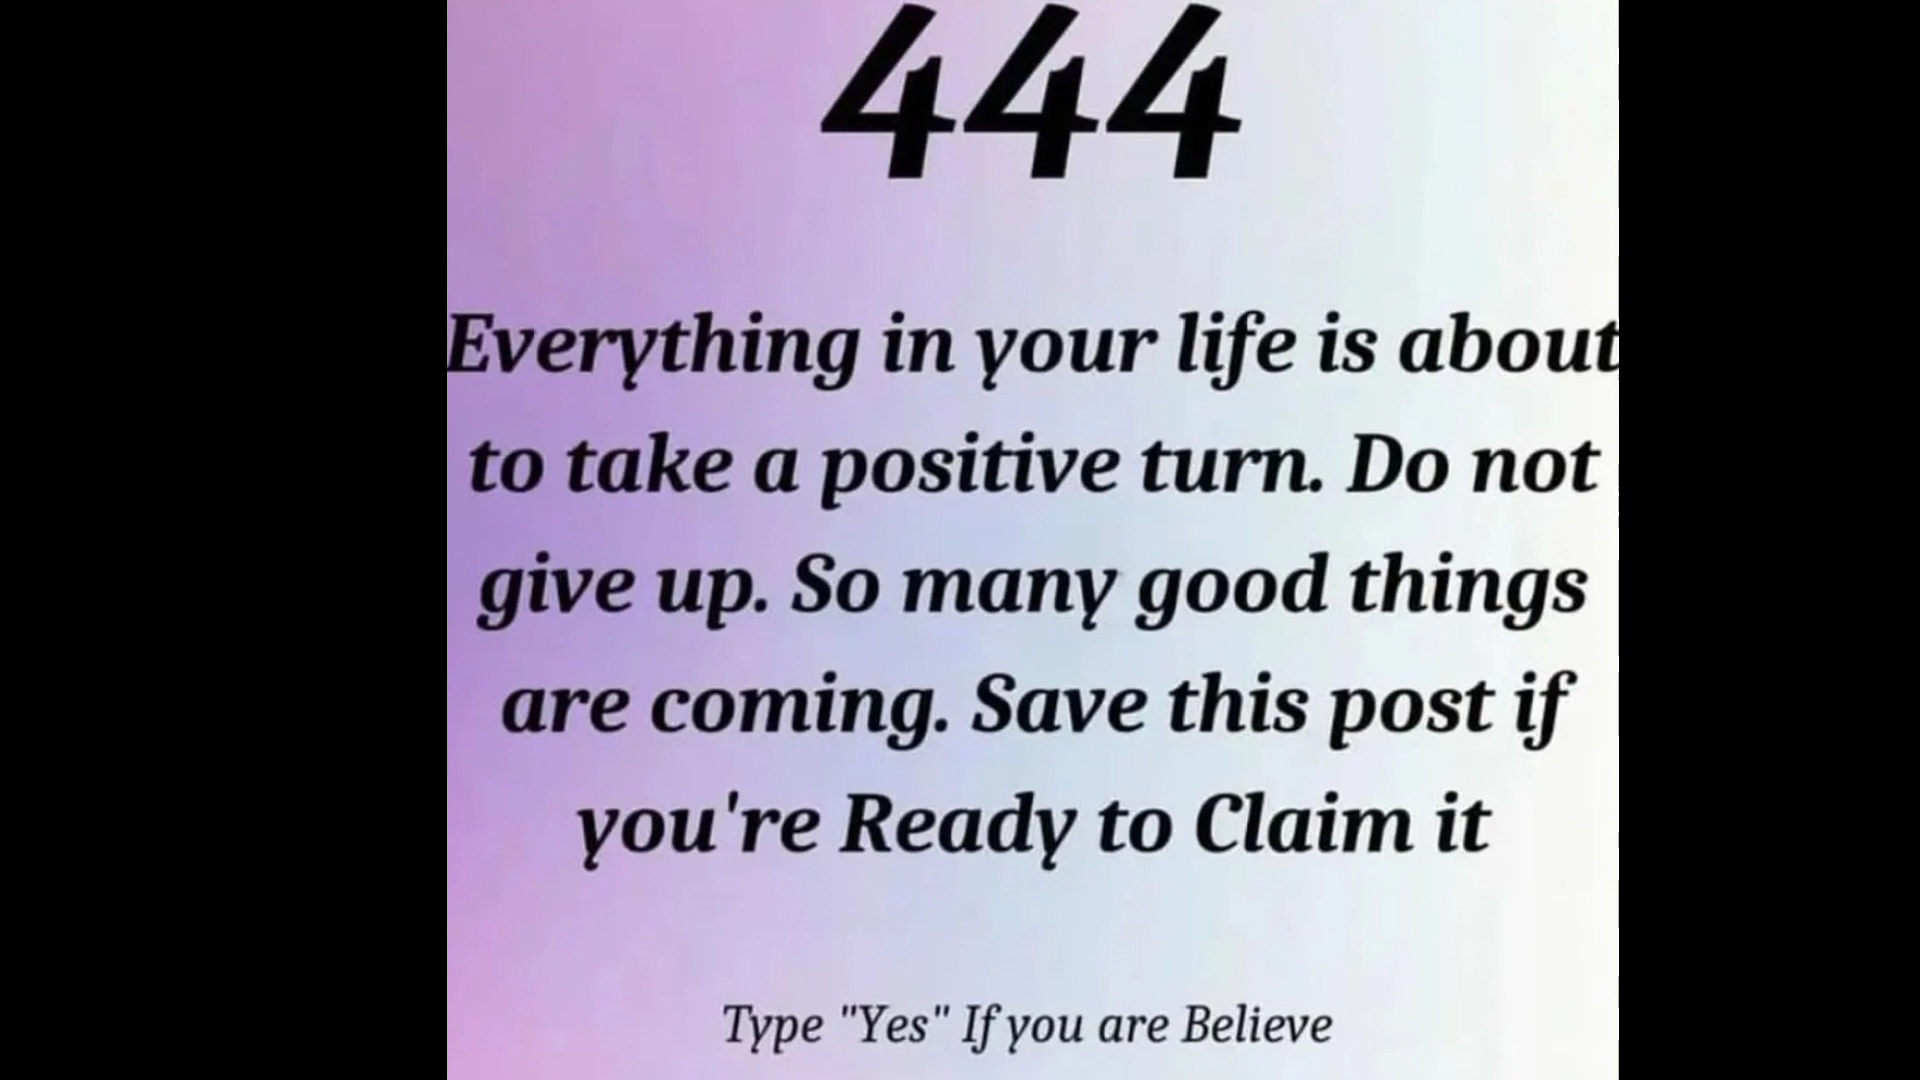 444
Everything in your life is about
to take a positive turn. Do not
give up. So many good things
are coming. Save this post if
you're Ready to Claim it
Type "Yes" If you are Believe